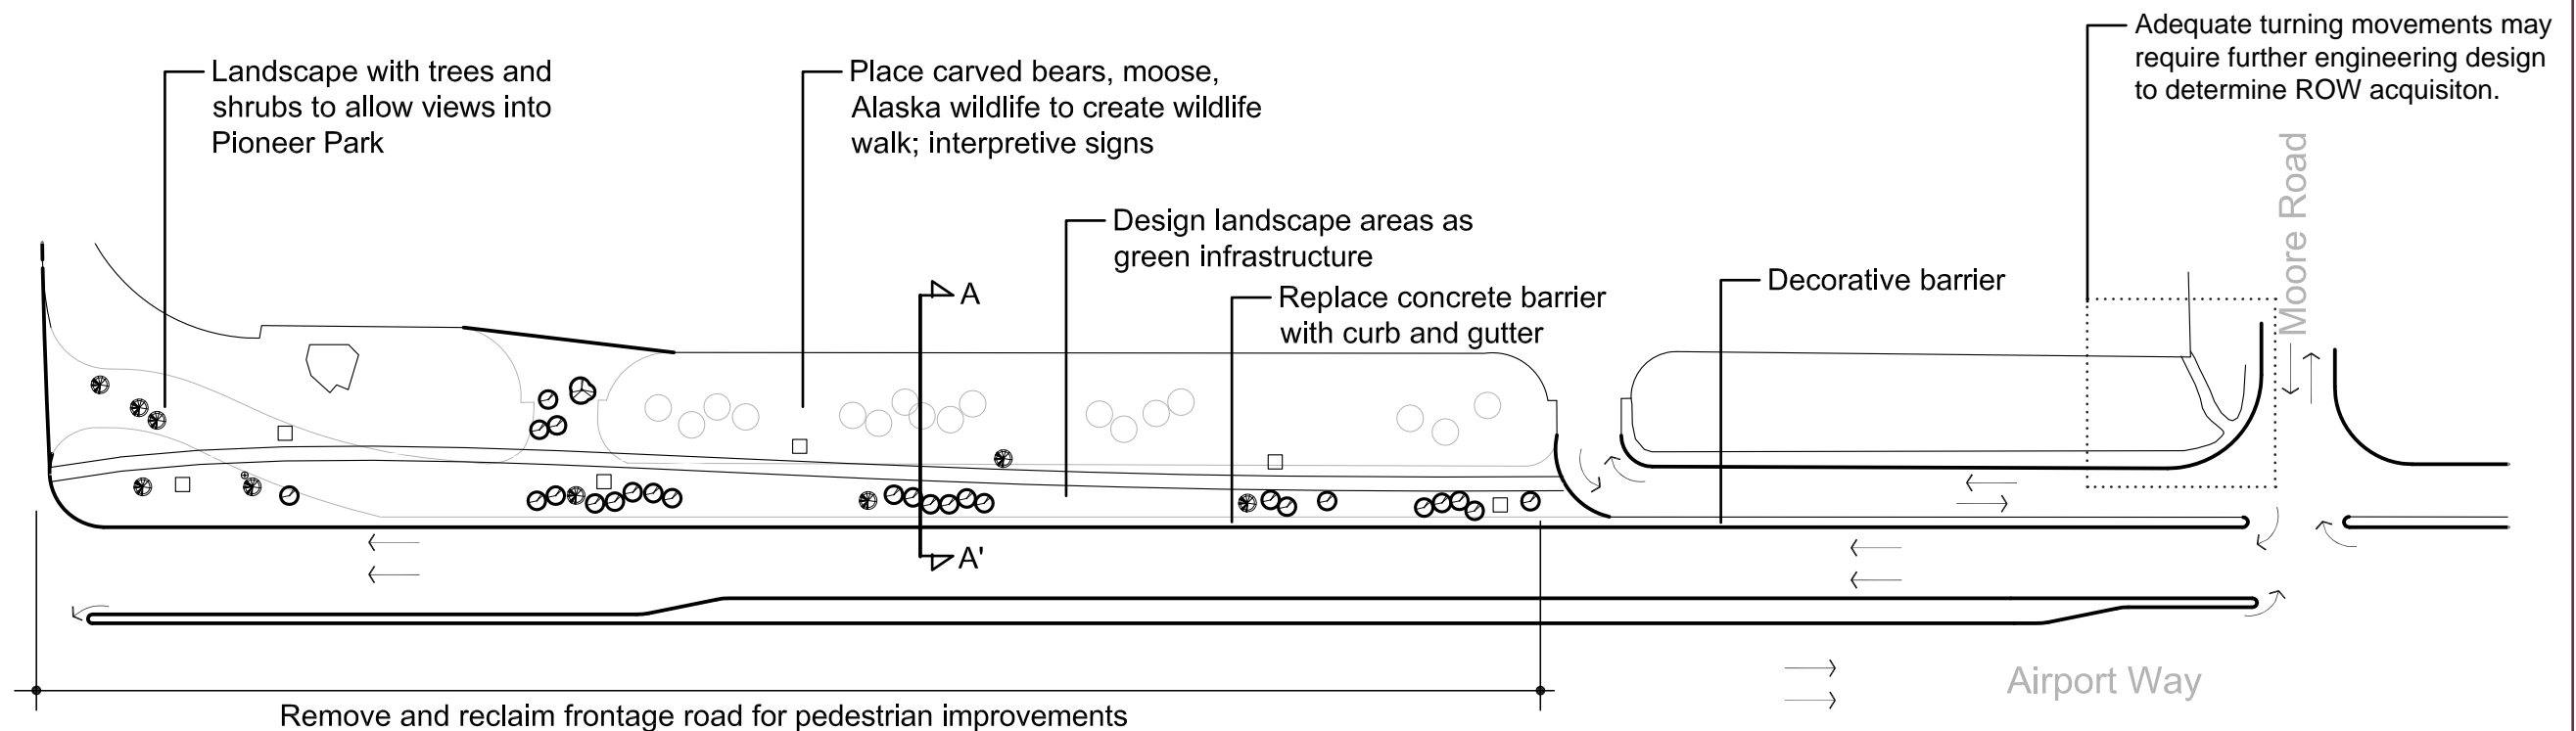 Adequate turning movements may
require further engineering design
to determine ROW acquisiton.
Landscape with trees and
shrubs to allow views into
Pioneer Park
Place carved bears, moose,
Alaska wildlife to create wildlife
walk; interpretive signs
Design landscape areas as
green infrastructure
Replace concrete barrier
with curb and gutter
Decorative barrier
Moore Road
A
A'
Airport Way
Remove and reclaim frontage road for pedestrian improvements